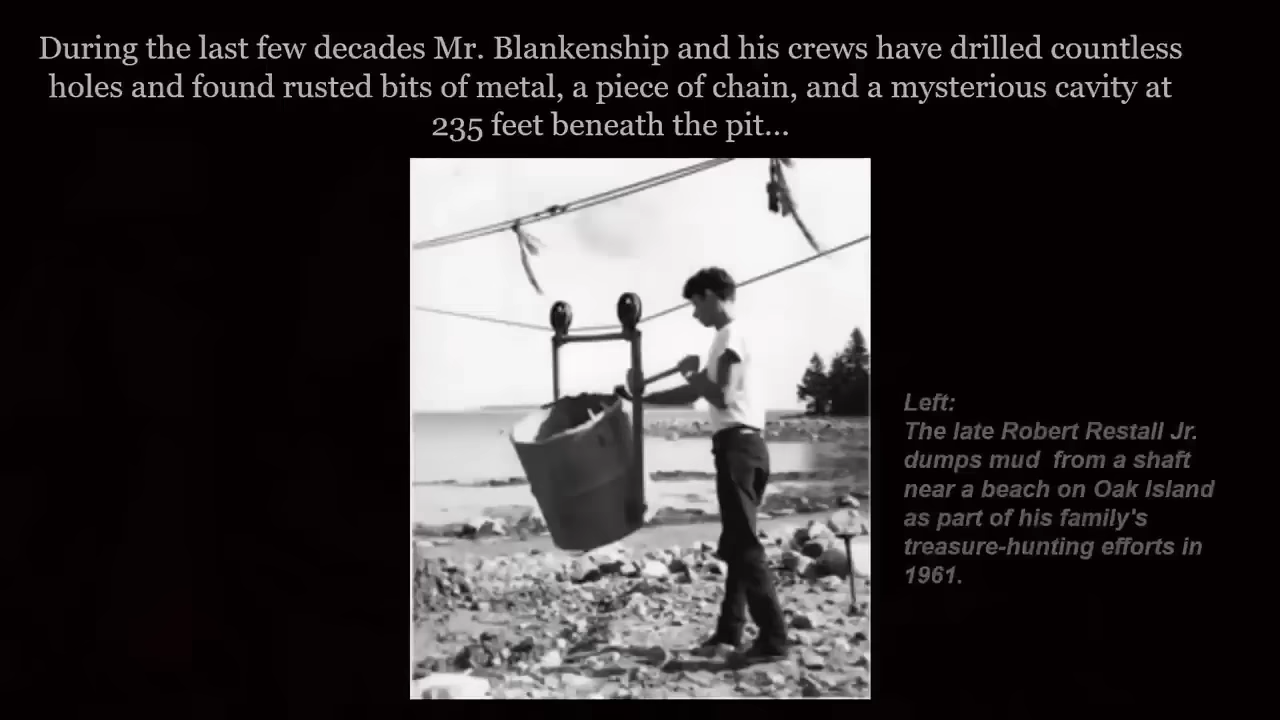 During the last few decades Mr. Blankenship and his crews have drilled countless
holes and found rusted bits of metal, a piece of chain, and a mysterious cavity at
235 feet beneath the pit...
Left:
The late Robert Restall Jr.
dumps mud from a shaft
near a beach on Oak Island
as part of his family's
treasure-hunting efforts in
1961.